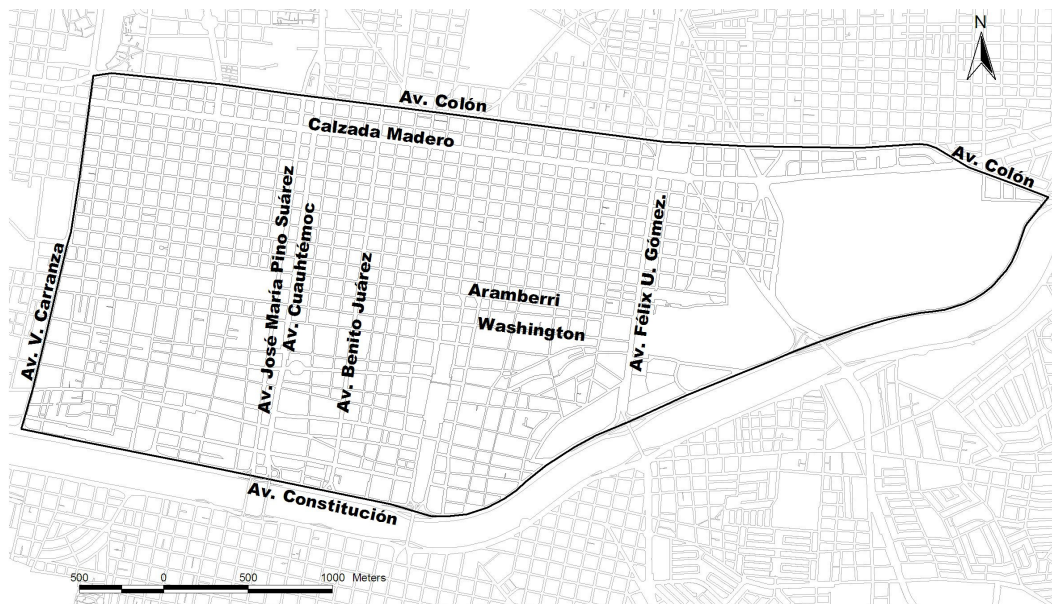 N
Av. Colón
Av. Colón
Calzada Madero
Av. José María Pino Suárez
Av. Cuauhtémoc
Av. Benito Juárez
Av. Félix U. Gómez.
Av. V. Carranza
Aramberri
Washington
Av. Constitución
500 0 500 1000 Meters